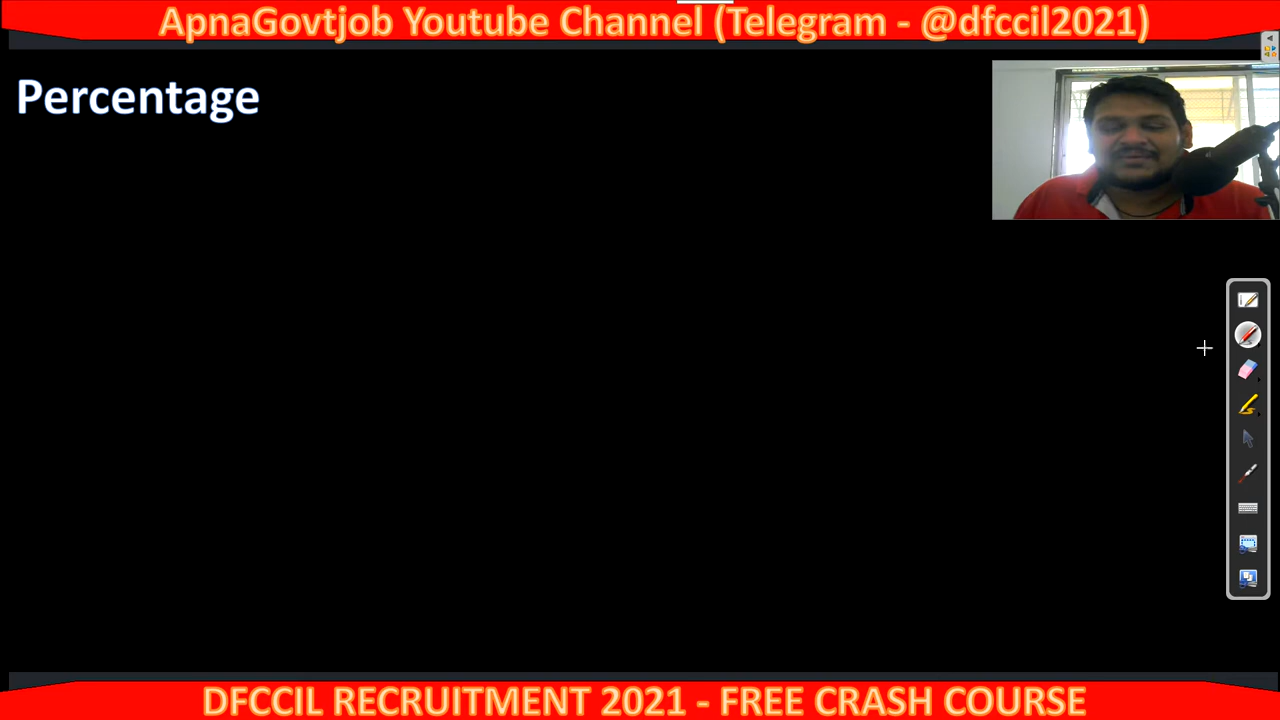 ApnaGovtjob Youtube Channel (Telegram - @dfccil2021)
Percentage
DFCCIL RECRUITMENT 2021 - FREE CRASH COURSE